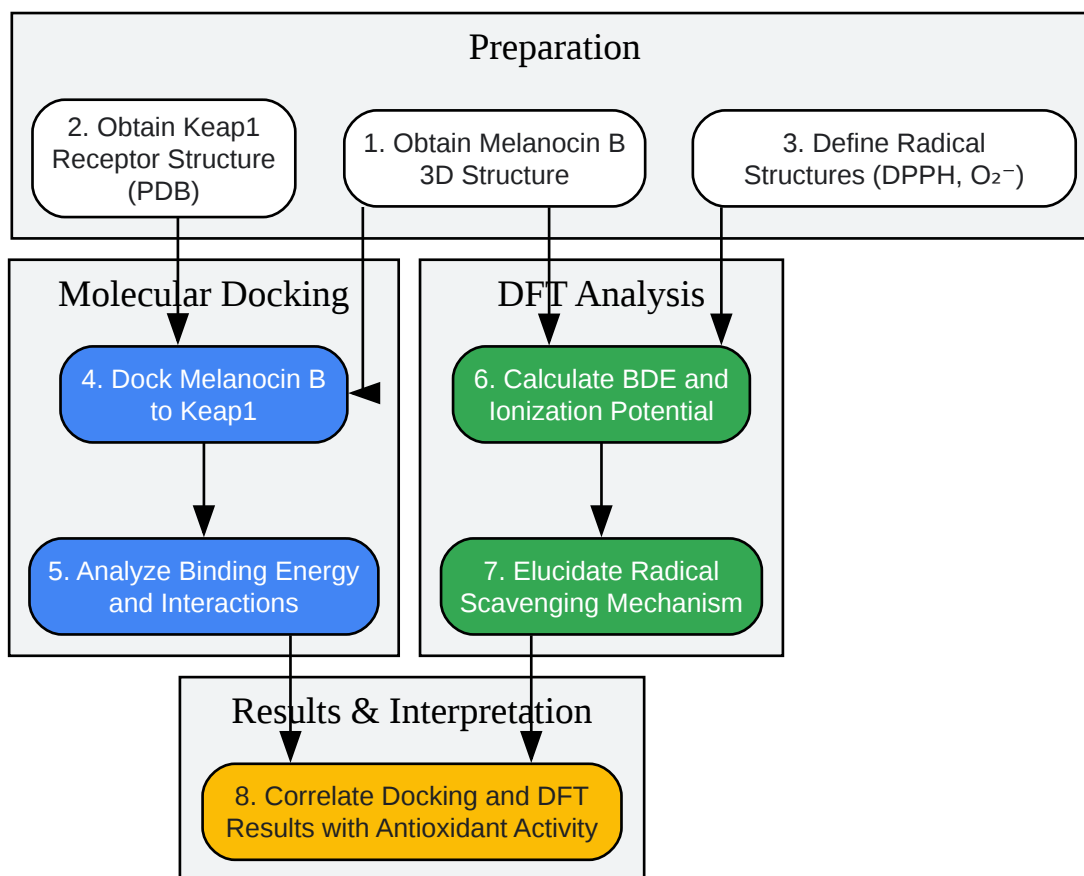 Preparation
2. Obtain Keap1
Receptor Structure
(PDB)
1. Obtain Melanocin B
3D Structure
3. Define Radical
Structures (DPPH, O₂⁻)
Molecular Docking
DFT Analysis
4. Dock Melanocin B
to Keap1
6. Calculate BDE and
Ionization Potential
5. Analyze Binding Energy
and Interactions
7. Elucidate Radical
Scavenging Mechanism
Results & Interpretation
8. Correlate Docking and DFT
Results with Antioxidant Activity